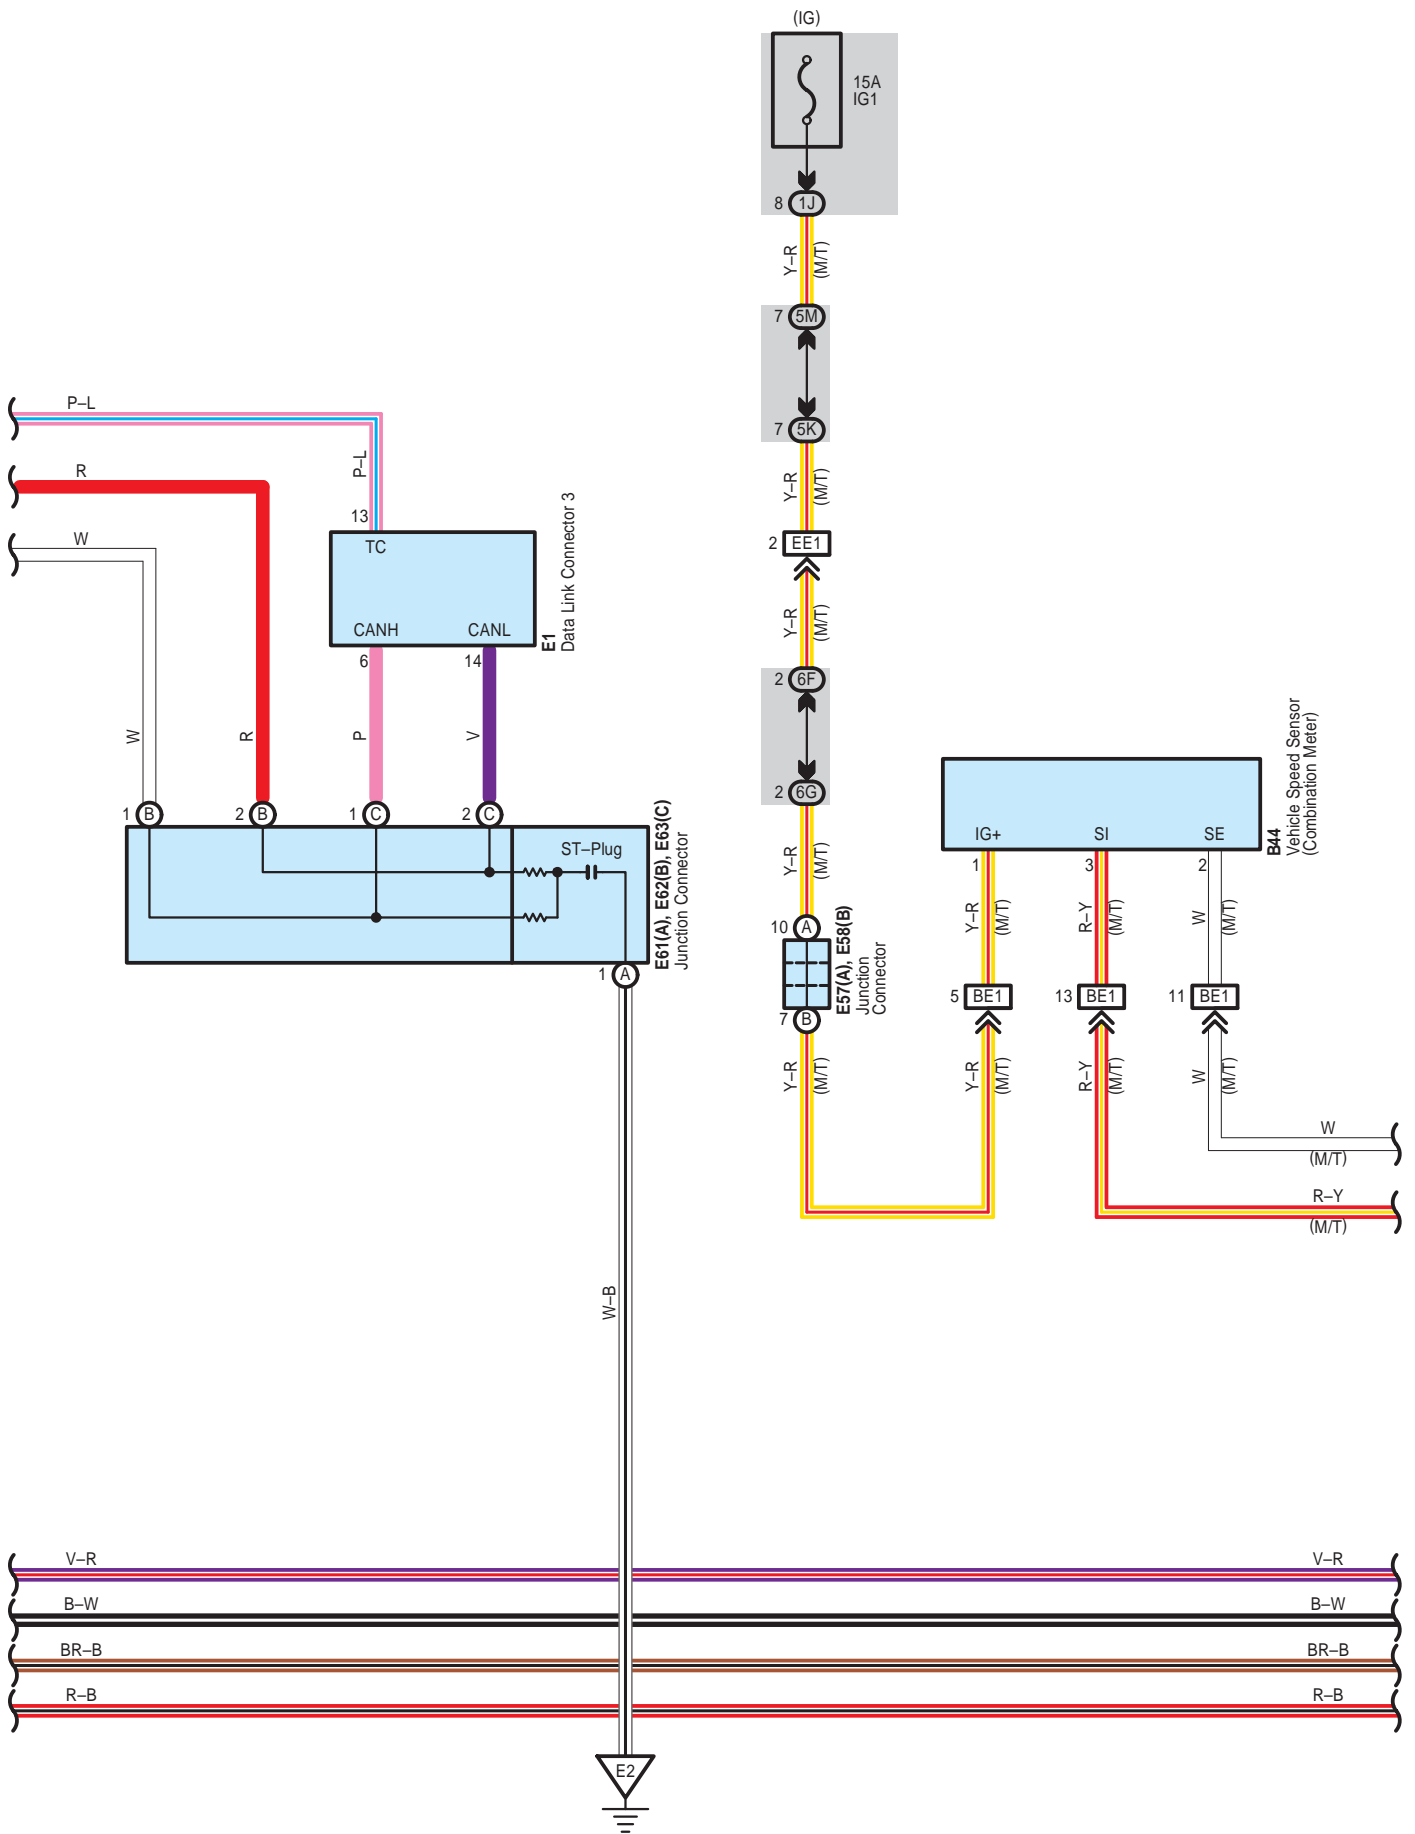 (IG)
15A
IG1
8 1J
Y–R
(M/T)
7 5M
7 5K
Y–R
(M/T)
2 EE1
Y–R
(M/T)
2 6F
2 6G
Y–R
(M/T)
10 A
E57(A), E58(B)
Junction
Connector
7 B
Y–R
(M/T)
P–L
R
W
P–L
13
TC
CANH
CANL
E1
Data Link Connector 3
6
14
W
R
P
V
1 B
2 B
1 C
2 C
ST–Plug
E61(A), E62(B), E63(C)
Junction Connector
1 A
W–B
IG+
SI
SE
B44
Vehicle Speed Sensor
(Combination Meter)
1
3
2
Y–R
(M/T)
R–Y
(M/T)
W
(M/T)
5 BE1
13 BE1
11 BE1
Y–R
(M/T)
R–Y
(M/T)
W
(M/T)
W
(M/T)
R–Y
(M/T)
V–R
V–R
B–W
B–W
BR–B
BR–B
R–B
R–B
E2